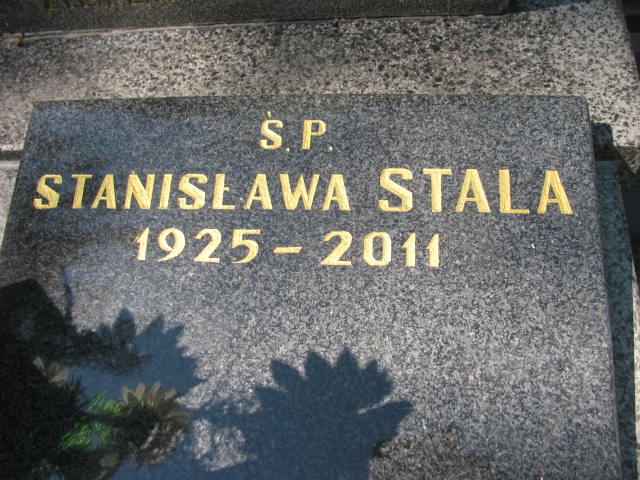 Ś.P.
STANISŁAWA STALA
1925-2011